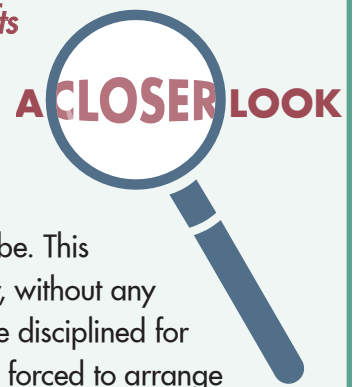 A CLOSER LOOK
be. This
, without any
e disciplined for
forced to arrange